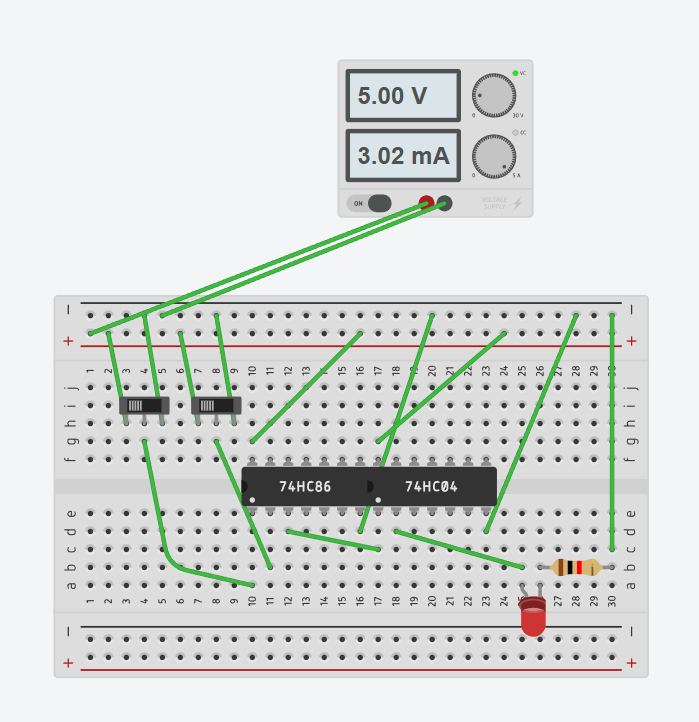 5.00 V
VC
0 30 V
3.02 mA
CC
0 5 A
ON
VOLTAGE
SUPPLY
− −
+ +
1 2 3 4 5 6 7 8 9 10 11 12 13 14 15 16 17 18 19 20 21 22 23 24 25 26 27 28 29 30
j j
i i
h h
g g
f f
74HC86 74HC04
e e
d d
c c
b b
a a
1 2 3 4 5 6 7 8 9 10 11 12 13 14 15 16 17 18 19 20 21 22 23 24 25 26 27 28 29 30
− −
+ +